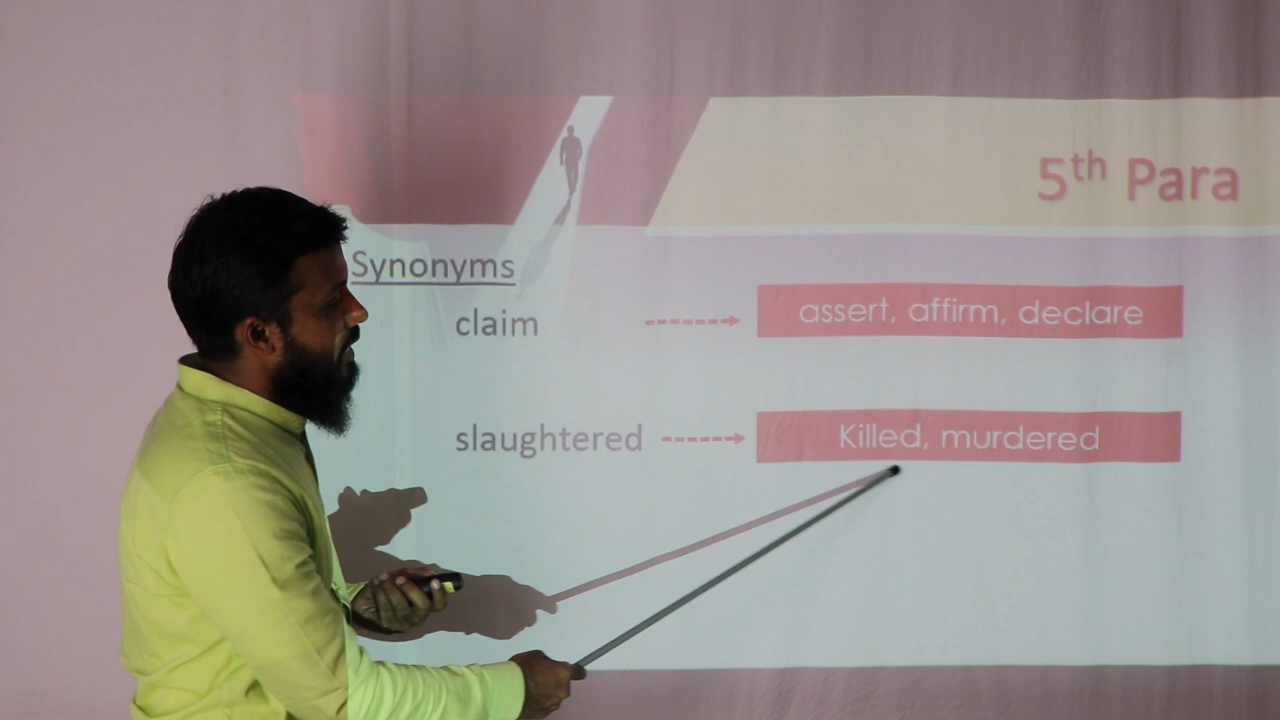 5th Para
Synonyms
claim assert, affirm, declare
slaughtered Killed, murdered